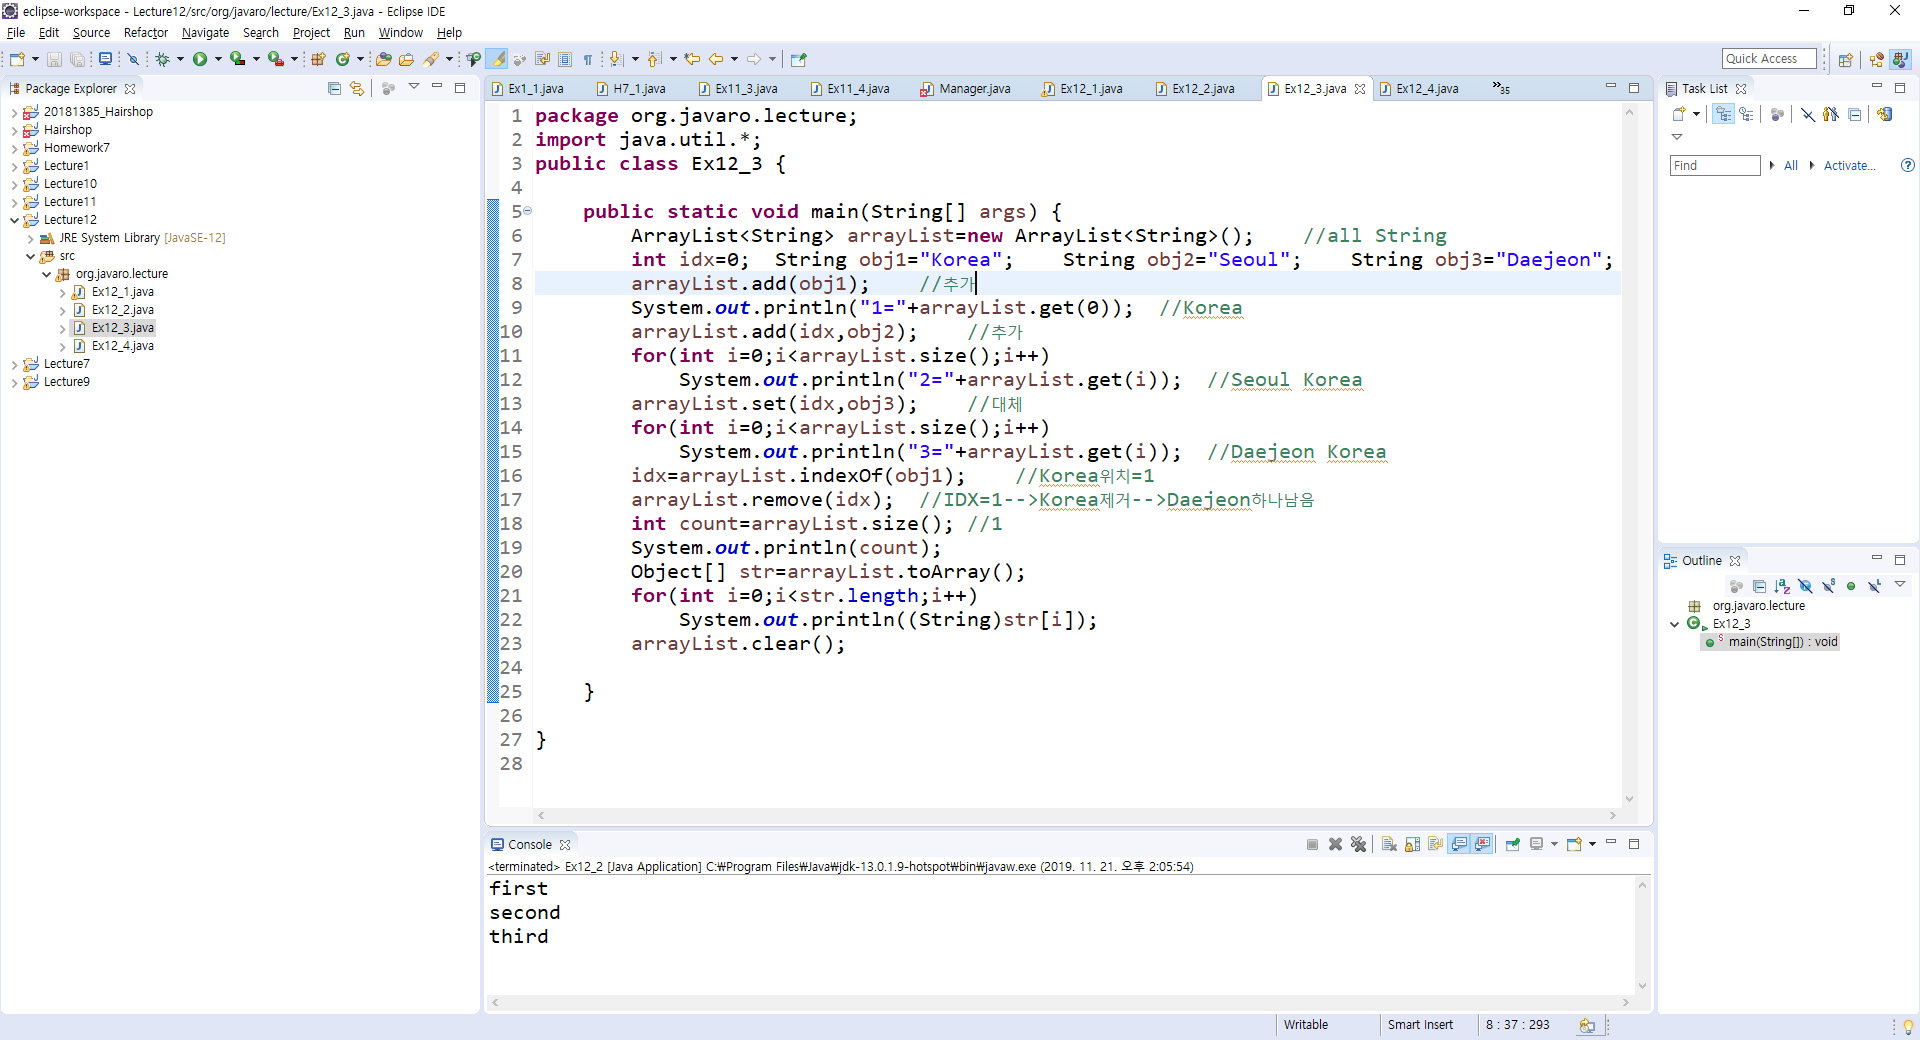 eclipse-workspace - Lecture12/src/org/javaro/lecture/Ex12_3.java - Eclipse IDE
File Edit Source Refactor Navigate Search Project Run Window Help
Quick Access
Package Explorer
20181385_Hairshop
Hairshop
Homework7
Lecture1
Lecture10
Lecture11
Lecture12
JRE System Library [JavaSE-12]
src
org.javaro.lecture
Ex12_1.java
Ex12_2.java
Ex12_3.java
Ex12_4.java
Lecture7
Lecture9
Ex1_1.java H7_1.java Ex11_3.java Ex11_4.java Manager.java Ex12_1.java Ex12_2.java Ex12_3.java Ex12_4.java »35
1 package org.javaro.lecture;
2 import java.util.*;
3 public class Ex12_3 {
4
5 public static void main(String[] args) {
6 ArrayList<String> arrayList=new ArrayList<String>(); //all String
7 int idx=0; String obj1="Korea"; String obj2="Seoul"; String obj3="Daejeon";
8 arrayList.add(obj1); //추가
9 System.out.println("1="+arrayList.get(0)); //Korea
10 arrayList.add(idx,obj2); //추가
11 for(int i=0;i<arrayList.size();i++)
12 System.out.println("2="+arrayList.get(i)); //Seoul Korea
13 arrayList.set(idx,obj3); //대체
14 for(int i=0;i<arrayList.size();i++)
15 System.out.println("3="+arrayList.get(i)); //Daejeon Korea
16 idx=arrayList.indexOf(obj1); //Korea위치=1
17 arrayList.remove(idx); //IDX=1-->Korea제거-->Daejeon하나남음
18 int count=arrayList.size(); //1
19 System.out.println(count);
20 Object[] str=arrayList.toArray();
21 for(int i=0;i<str.length;i++)
22 System.out.println((String)str[i]);
23 arrayList.clear();
24
25 }
26
27 }
28
Console
<terminated> Ex12_2 [Java Application] C:₩Program Files₩Java₩jdk-13.0.1.9-hotspot₩bin₩javaw.exe (2019. 11. 21. 오후 2:05:54)
first
second
third
Task List
Find All Activate...
Outline
org.javaro.lecture
Ex12_3
main(String[]) : void
Writable Smart Insert 8 : 37 : 293